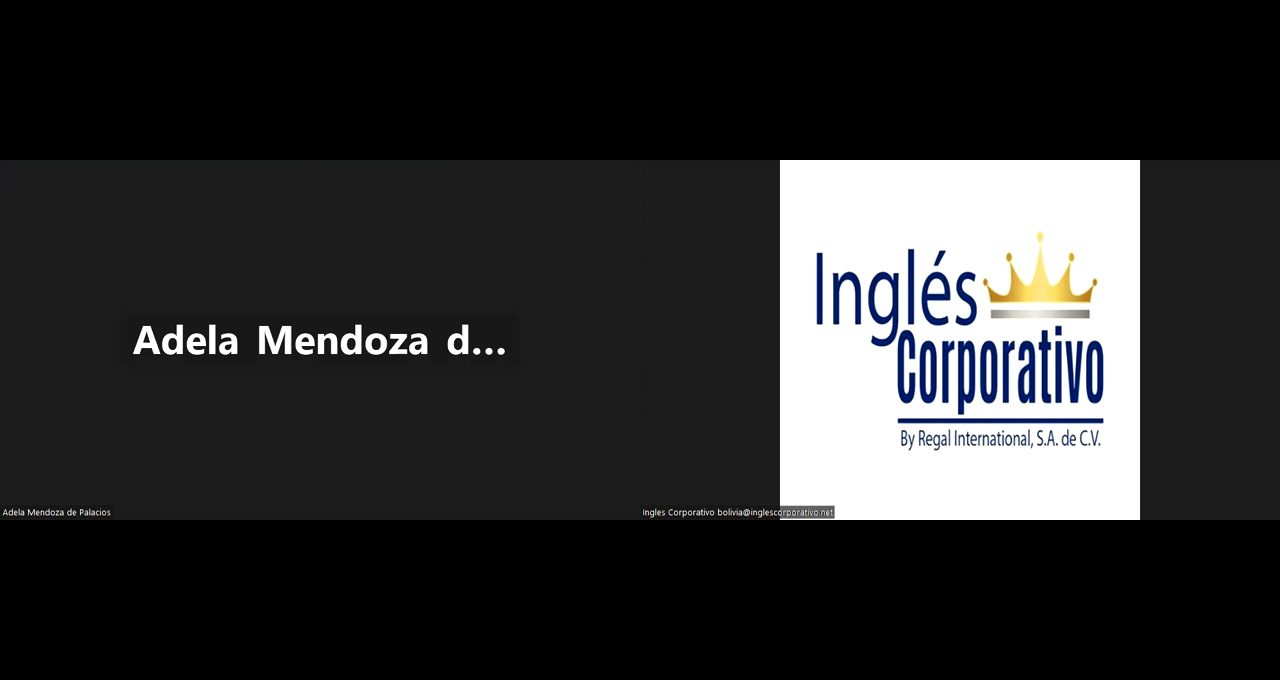 Adela Mendoza d...
Adela Mendoza de Palacios
Inglés
Corporativo
By Regal International, S.A. de C.V.
Ingles Corporativo bolivia@inglescorporativo.net